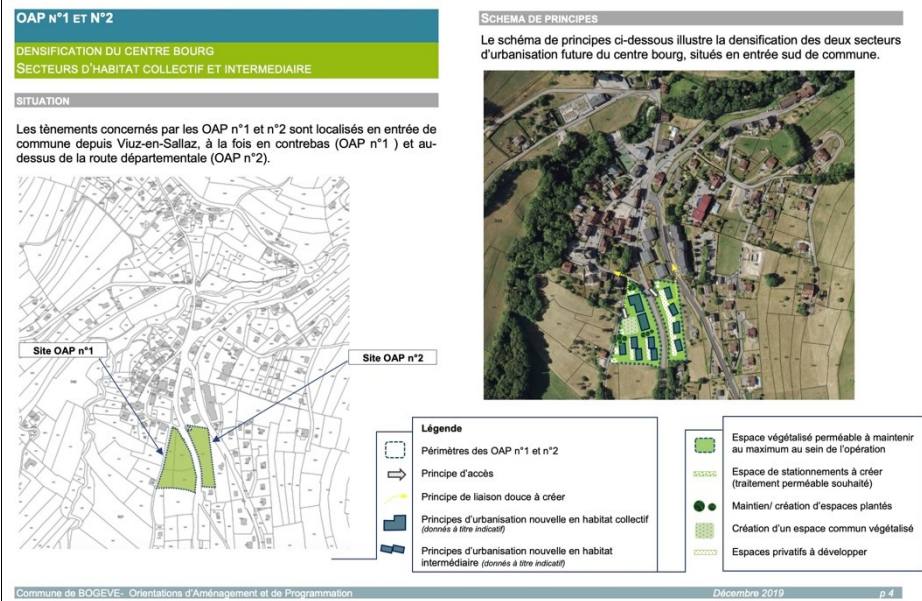 OAP N°1 ET N°2
DENSIFICATION DU CENTRE BOURG
SECTEURS D'HABITAT COLLECTIF ET INTERMEDIAIRE
SITUATION
Les tènements concernés par les OAP n°1 et n°2 sont localisés en entrée de
commune depuis Viuz-en-Sallaz, à la fois en contrebas (OAP n°1 ) et au-
dessus de la route départementale (OAP n°2).
Site OAP n°1
Site OAP n°2
SCHEMA DE PRINCIPES
Le schéma de principes ci-dessous illustre la densification des deux secteurs
d'urbanisation future du centre bourg, situés en entrée sud de commune.
Légende
Périmètres des OAP n°1 et n°2
Principe d'accès
Principe de liaison douce à créer
Principes d'urbanisation nouvelle en habitat collectif
(donnés à titre indicatif)
Principes d'urbanisation nouvelle en habitat
intermédiaire (donnés à titre indicatif)
Espace végétalisé perméable à maintenir
au maximum au sein de l'opération
Espace de stationnements à créer
(traitement perméable souhaité)
Maintien/ création d'espaces plantés
Création d'un espace commun végétalisé
Espaces privatifs à développer
Commune de BOGEVE- Orientations d'Aménagement et de Programmation
Décembre 2019
p 4